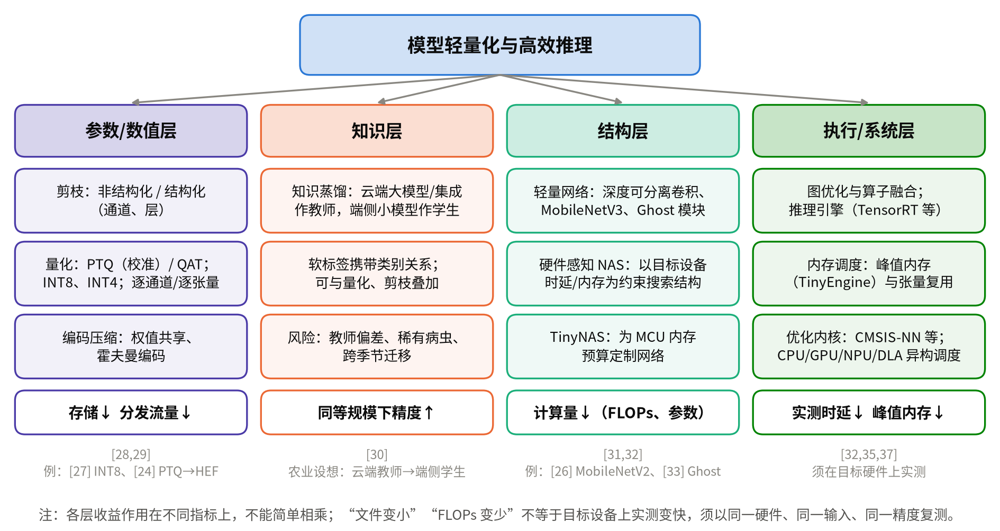 模型轻量化与高效推理
参数/数值层
剪枝：非结构化 / 结构化
（通道、层）
量化：PTQ（校准）/ QAT；
INT8、INT4；逐通道/逐张量
编码压缩：权值共享、
霍夫曼编码
存储↓ 分发流量↓
[28,29]
例：[27] INT8、[24] PTQ→HEF
知识层
知识蒸馏：云端大模型/集成
作教师，端侧小模型作学生
软标签携带类别关系；
可与量化、剪枝叠加
风险：教师偏差、稀有病虫、
跨季节迁移
同等规模下精度↑
[30]
农业设想：云端教师→端侧学生
结构层
轻量网络：深度可分离卷积、
MobileNetV3、Ghost 模块
硬件感知 NAS：以目标设备
时延/内存为约束搜索结构
TinyNAS：为 MCU 内存
预算定制网络
计算量↓（FLOPs、参数）
[31,32]
例：[26] MobileNetV2、[33] Ghost
执行/系统层
图优化与算子融合；
推理引擎（TensorRT 等）
内存调度：峰值内存
（TinyEngine）与张量复用
优化内核：CMSIS-NN 等；
CPU/GPU/NPU/DLA 异构调度
实测时延↓ 峰值内存↓
[32,35,37]
须在目标硬件上实测
注：各层收益作用在不同指标上，不能简单相乘；“文件变小”“FLOPs 变少”不等于目标设备上实测变快，须以同一硬件、同一输入、同一精度复测。